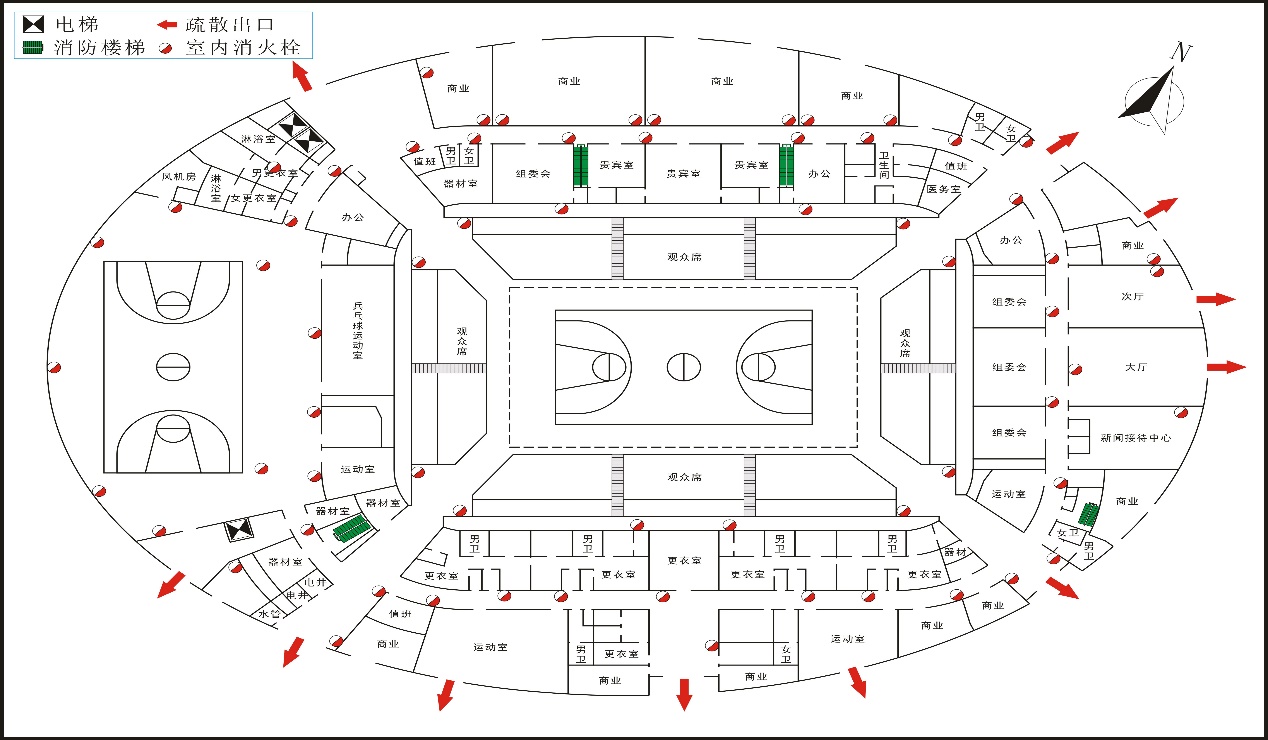 电梯 疏散出口
消防楼梯 室内消火栓
N
商业
商业
商业
商业
男卫
女卫
淋浴室
男更衣室
风机房
淋浴室
女更衣室
值班
男卫
女卫
器材室
组委会
贵宾室
贵宾室
贵宾室
办公
卫生间
值班
医务室
办公
办公
商业
观众席
次厅
组委会
乒乓球运动室
观众席
观众席
组委会
大厅
组委会
新闻接待中心
运动室
观众席
器材室
器材室
运动室
商业
女卫
男卫
器材室
电井
电井
水管
男卫
男卫
男卫
男卫
更衣室
更衣室
更衣室
更衣室
更衣室
器材
值班
商业
运动室
男卫
更衣室
商业
女卫
商业
运动室
商业
商业